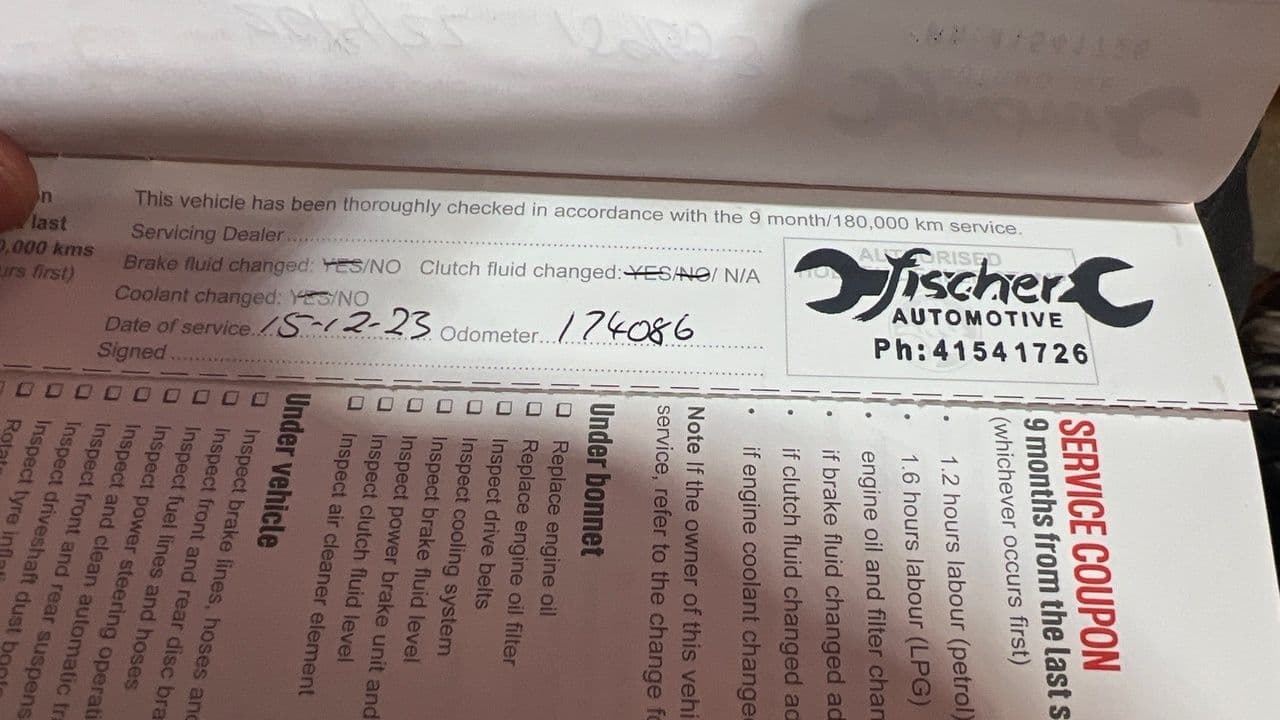 This vehicle has been thoroughly checked in accordance with the 9 month/180,000 km service.
Servicing Dealer
Brake fluid changed: YES/NO Clutch fluid changed: YES/NO/ N/A
Coolant changed: YES/NO
Date of service 15-12-23 Odometer 174086
Signed
AUTHORISED
fischer
AUTOMOTIVE
Ph:41541726
last
,000 kms
urs first)
SERVICE COUPON
9 months from the last s
(whichever occurs first)
• 1.2 hours labour (petrol)
• 1.6 hours labour (LPG)
• engine oil and filter chan
• if brake fluid changed ad
• if clutch fluid changed ad
• if engine coolant change
Note If the owner of this vehi
service, refer to the change f
Under bonnet
Replace engine oil
Replace engine oil filter
Inspect drive belts
Inspect cooling system
Inspect brake fluid level
Inspect power brake unit and
Inspect clutch fluid level
Inspect air cleaner element
Under vehicle
Inspect brake lines, hoses and
Inspect front and rear disc bra
Inspect fuel lines and hoses
Inspect power steering operati
Inspect and clean automatic fr
Inspect front and rear suspens
Inspect driveshaft dust boots
Inspect tyre infla